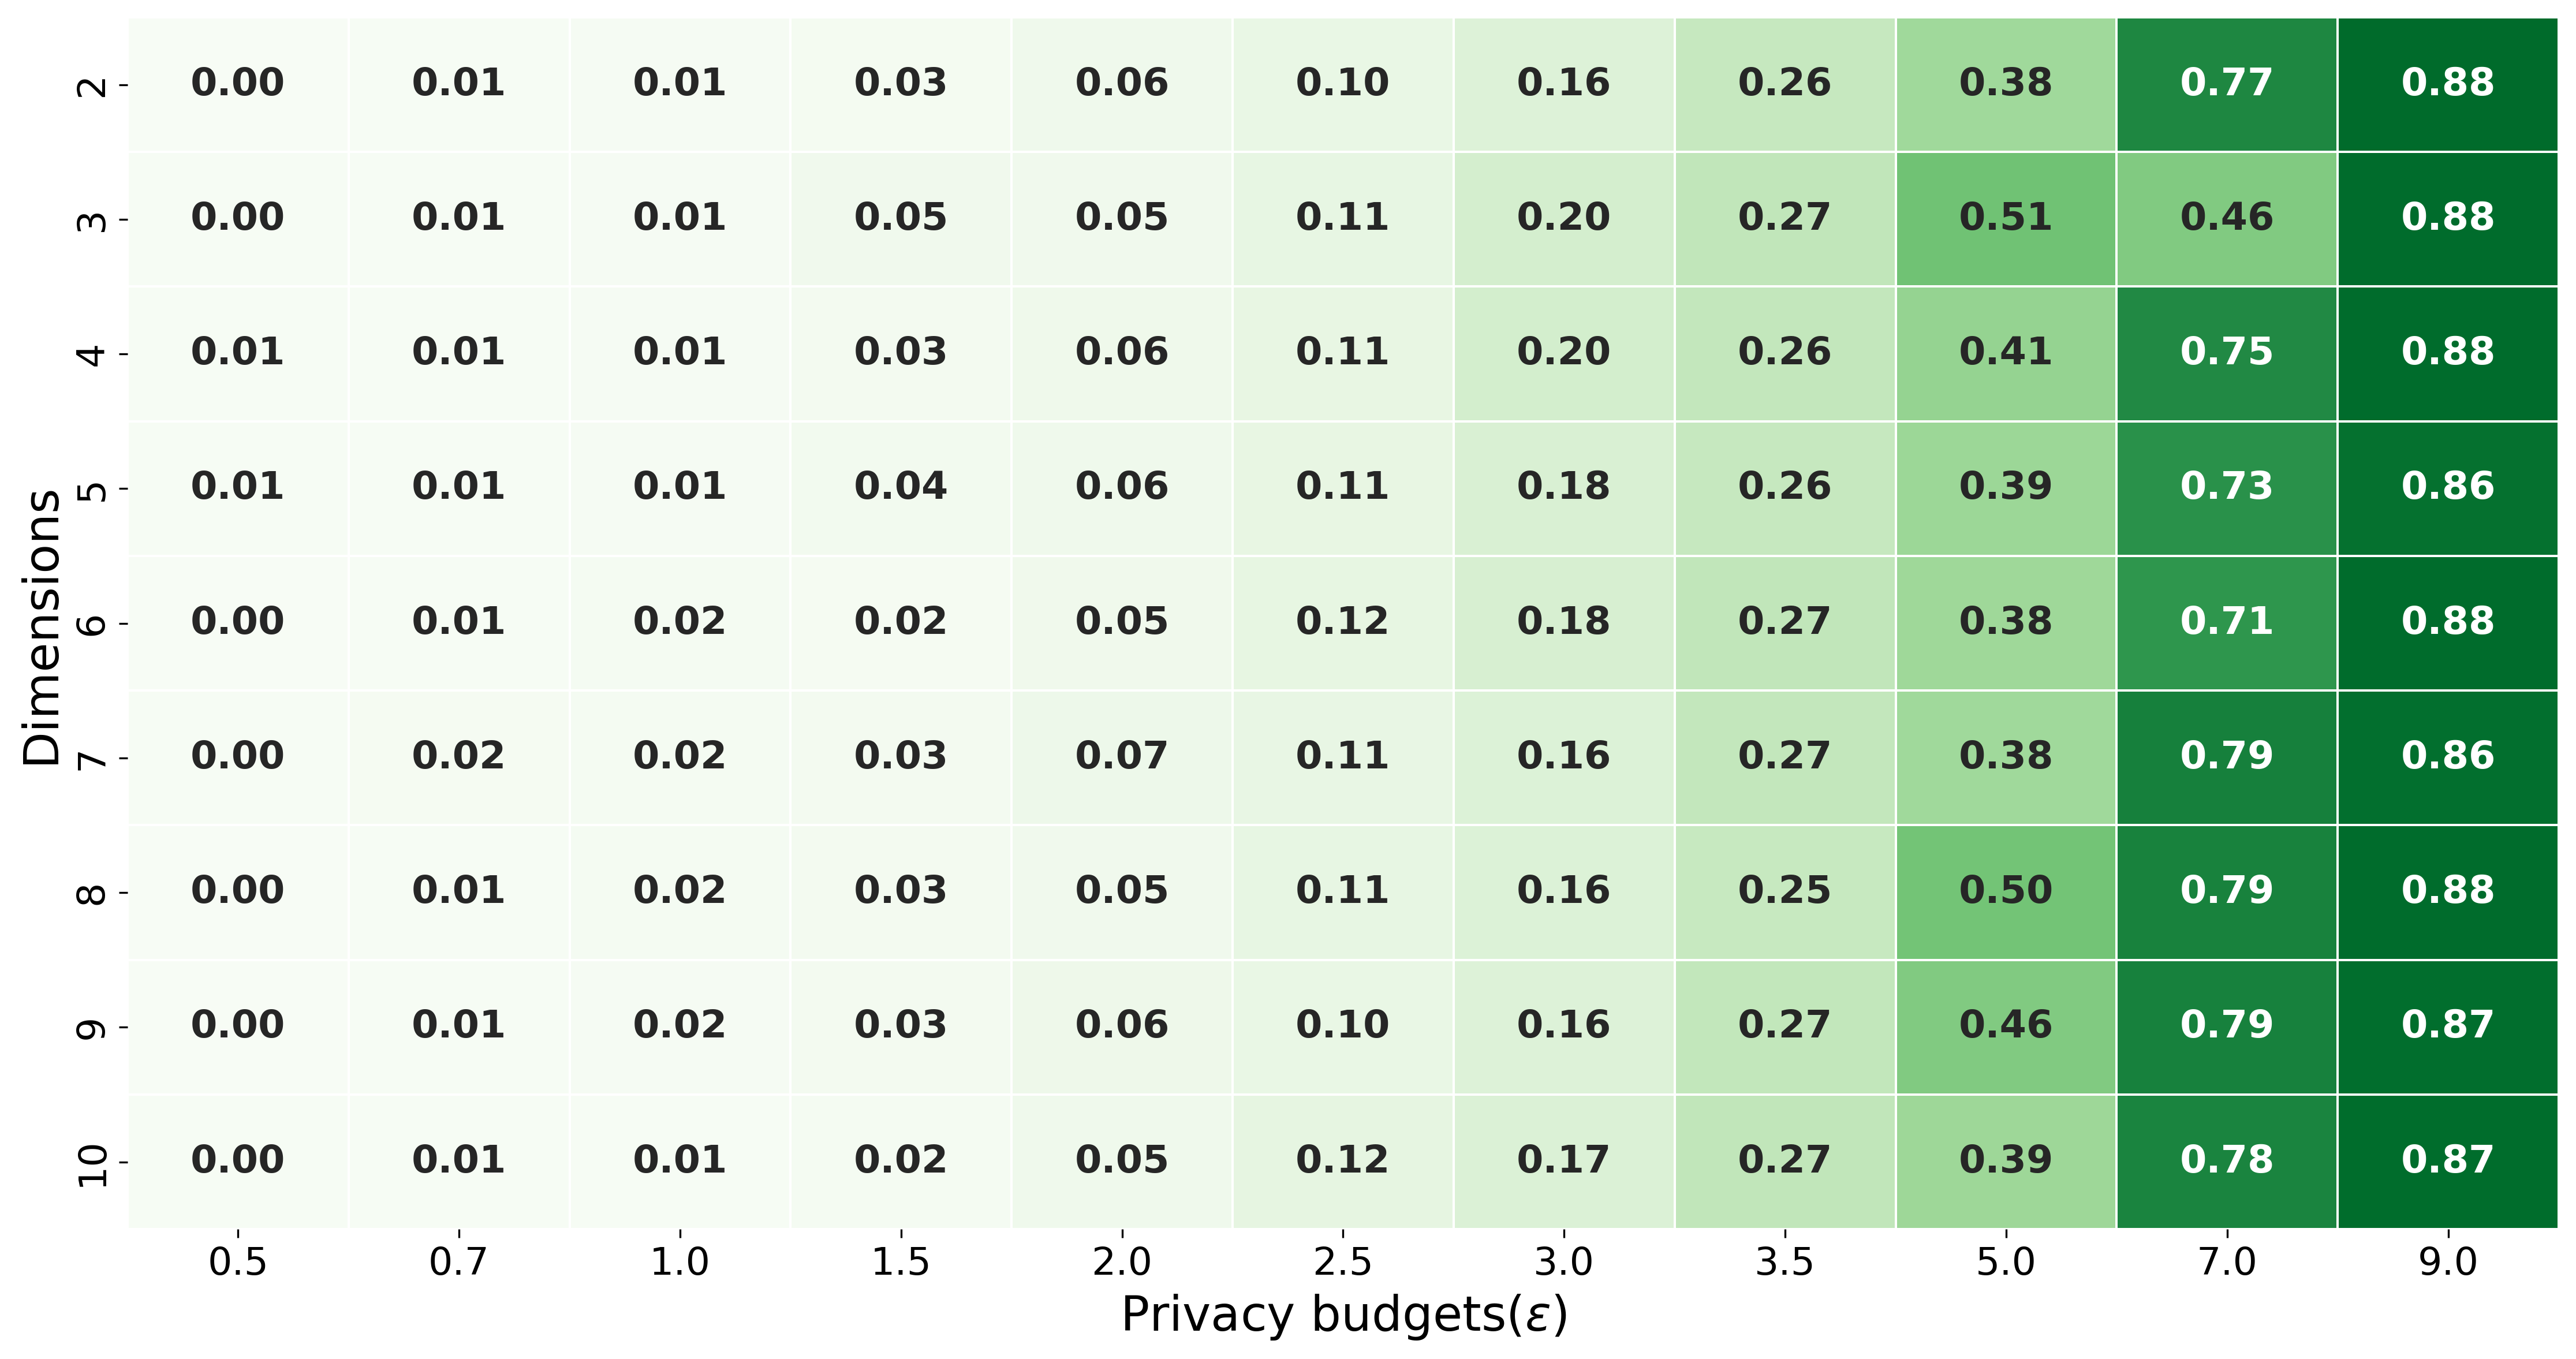 2 0.00 0.01 0.01 0.03 0.06 0.10 0.16 0.26 0.38 0.77 0.88
3 0.00 0.01 0.01 0.05 0.05 0.11 0.20 0.27 0.51 0.46 0.88
4 0.01 0.01 0.01 0.03 0.06 0.11 0.20 0.26 0.41 0.75 0.88
5 0.01 0.01 0.01 0.04 0.06 0.11 0.18 0.26 0.39 0.73 0.86
6 0.00 0.01 0.02 0.02 0.05 0.12 0.18 0.27 0.38 0.71 0.88
7 0.00 0.02 0.02 0.03 0.07 0.11 0.16 0.27 0.38 0.79 0.86
8 0.00 0.01 0.02 0.03 0.05 0.11 0.16 0.25 0.50 0.79 0.88
9 0.00 0.01 0.02 0.03 0.06 0.10 0.16 0.27 0.46 0.79 0.87
10 0.00 0.01 0.01 0.02 0.05 0.12 0.17 0.27 0.39 0.78 0.87
Dimensions
0.5 0.7 1.0 1.5 2.0 2.5 3.0 3.5 5.0 7.0 9.0
Privacy budgets(ε)